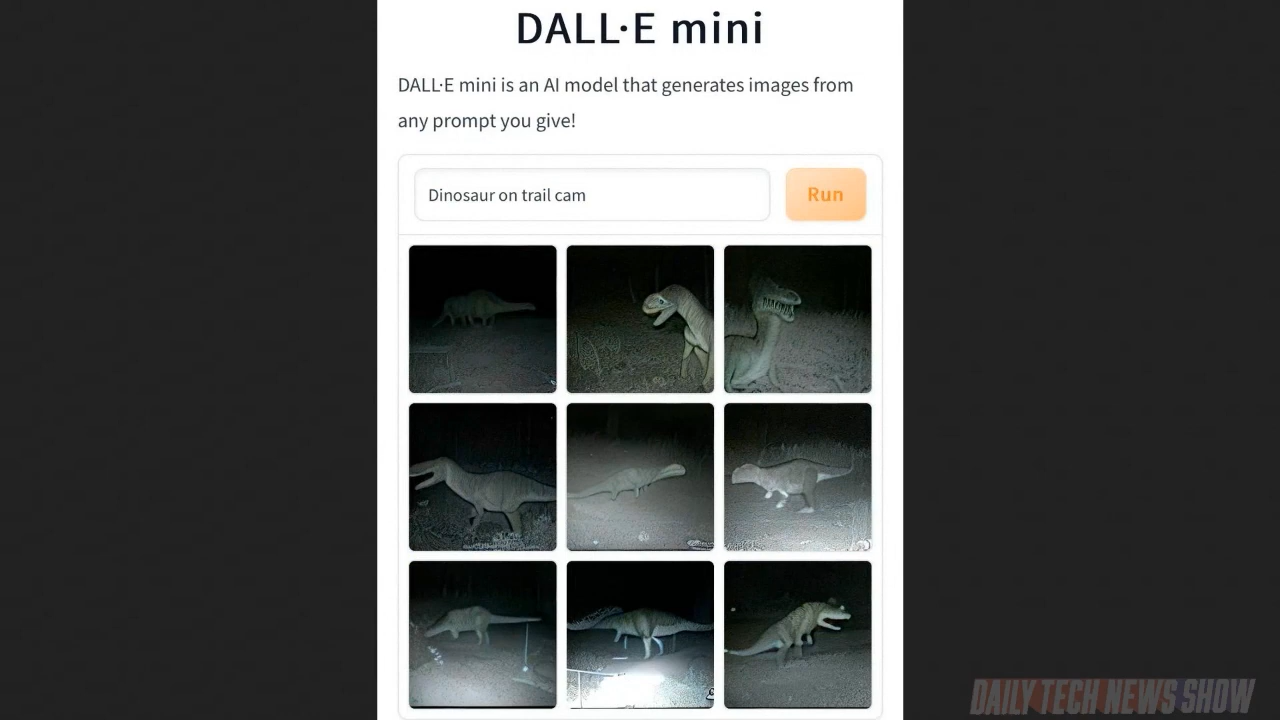 DALL·E mini
DALL·E mini is an AI model that generates images from
any prompt you give!
Dinosaur on trail cam
Run
DAILY TECH NEWS SHOW